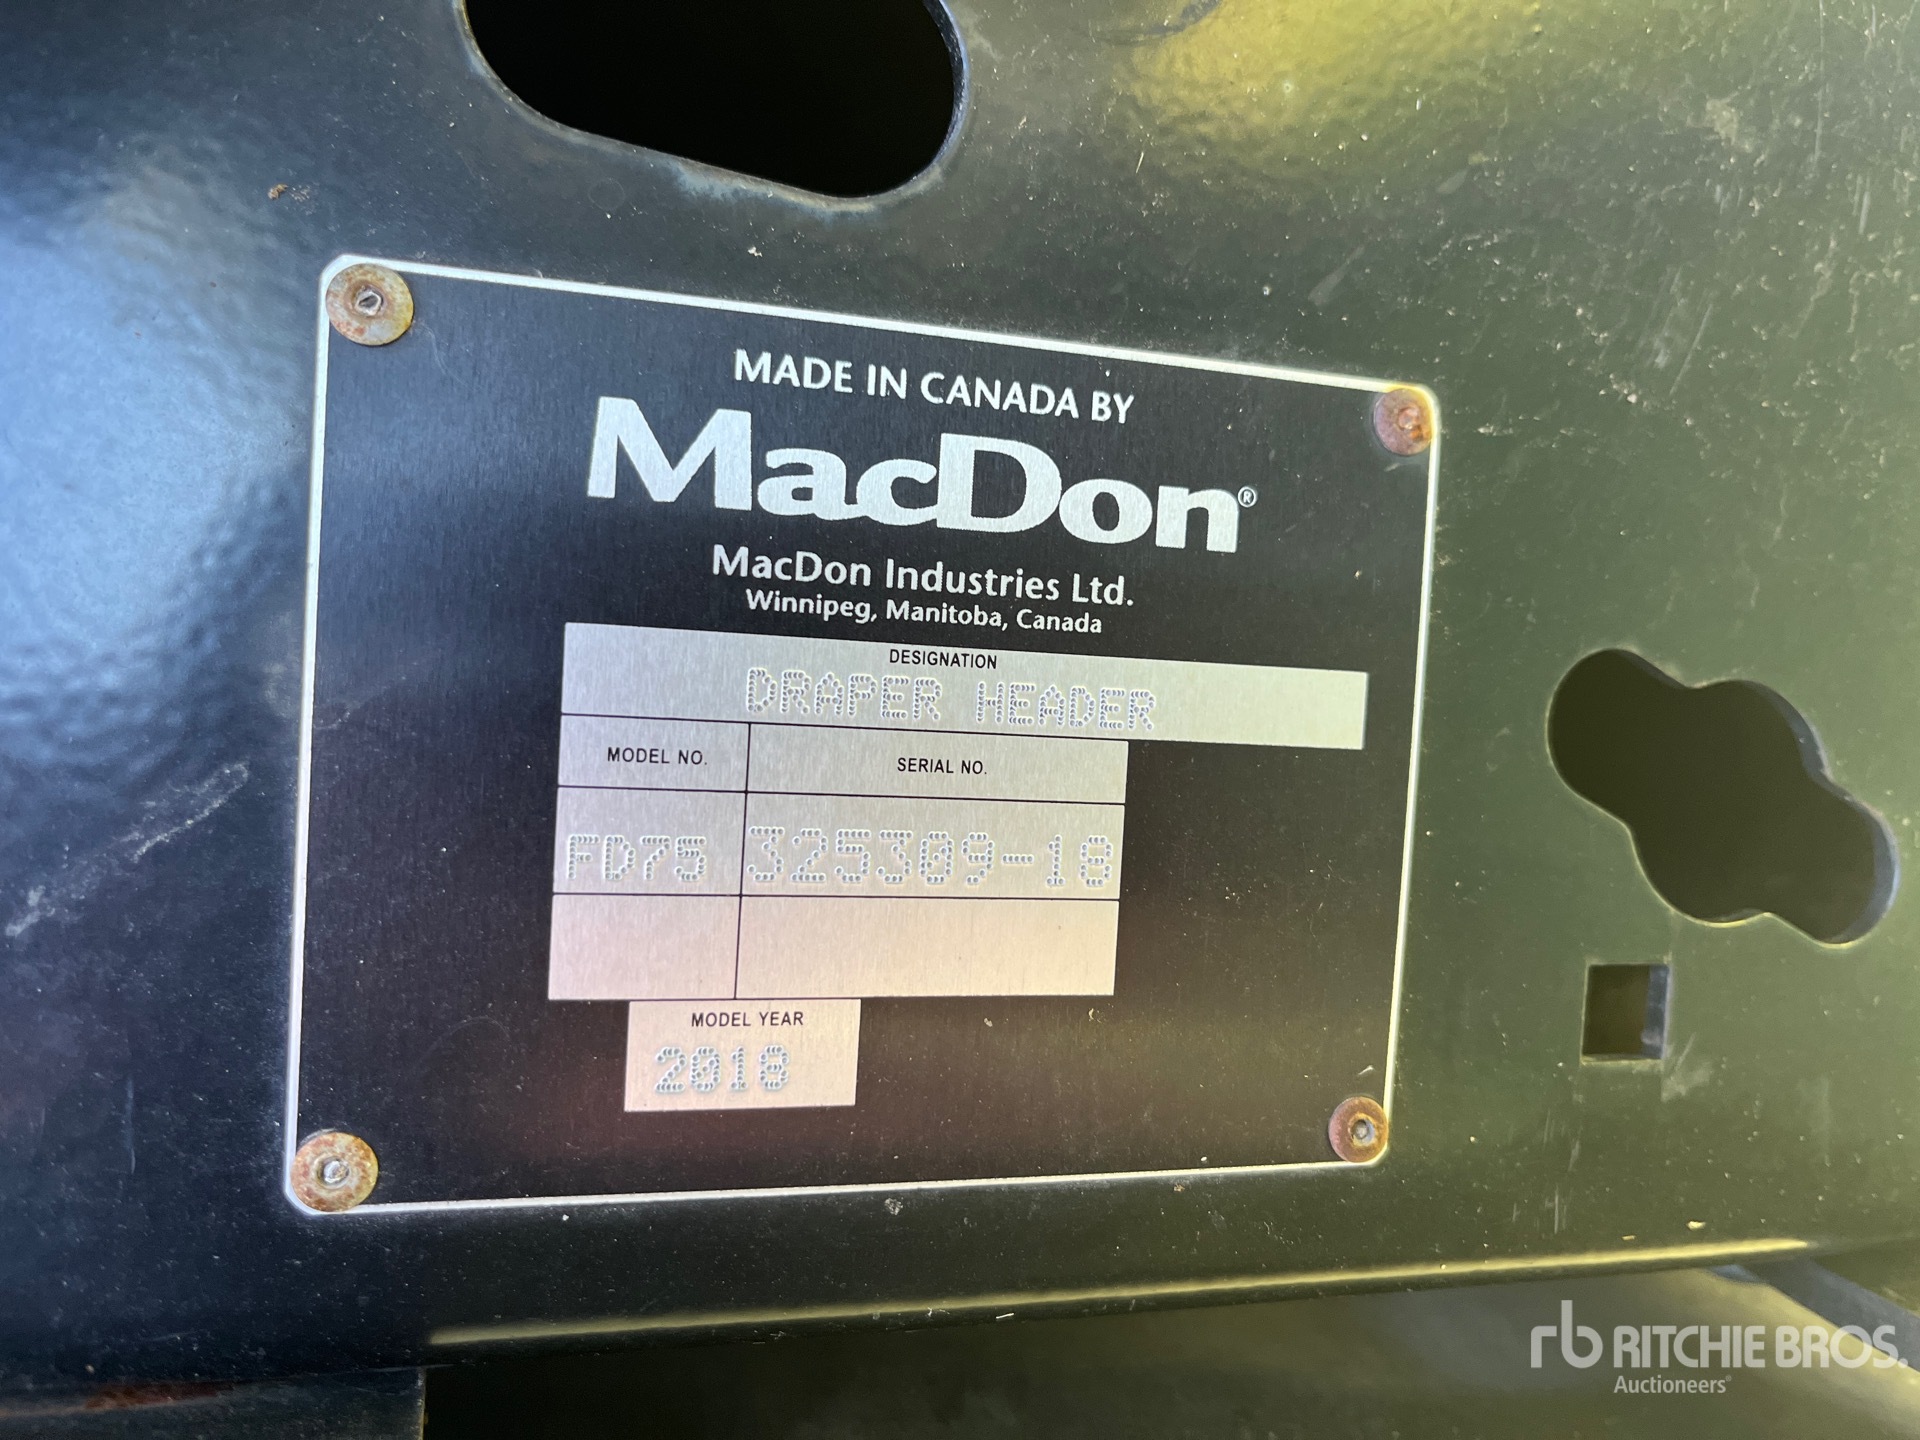 MADE IN CANADA BY
MacDon®
MacDon Industries Ltd.
Winnipeg, Manitoba, Canada
DESIGNATION
DRAPER HEADER
MODEL NO. SERIAL NO.
FD75 325309-18
MODEL YEAR
2018
rb RITCHIE BROS.
Auctioneers®